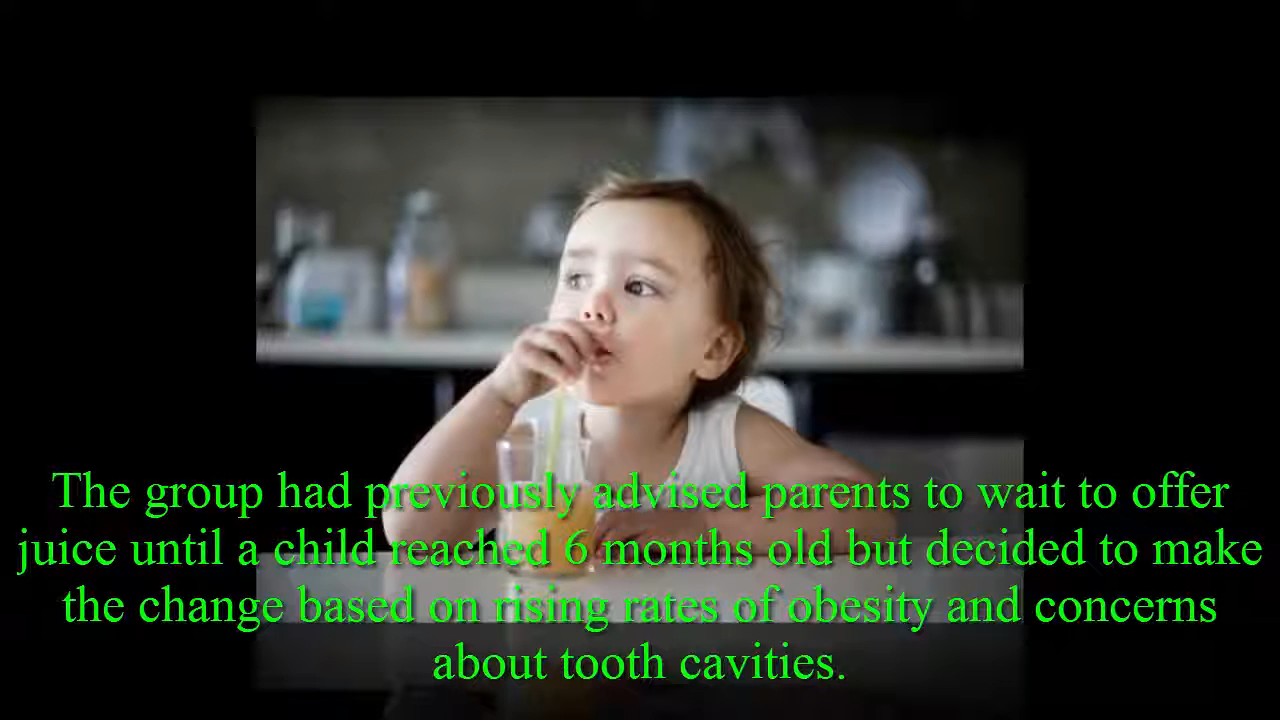 The group had previously advised parents to wait to offer
juice until a child reached 6 months old but decided to make
the change based on rising rates of obesity and concerns
about tooth cavities.